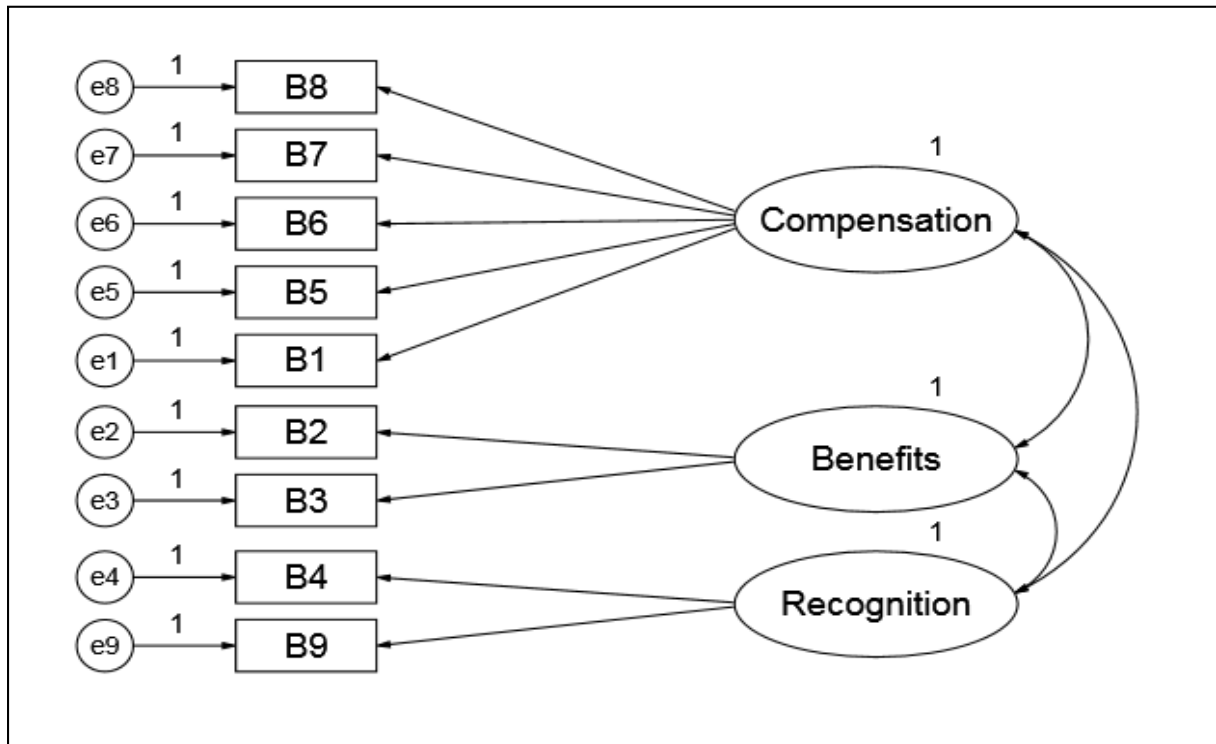 e8 1 B8
e7 1 B7
1
e6 1 B6
Compensation
e5 1 B5
e1 1 B1
1
e2 1 B2
Benefits
e3 1 B3
1
e4 1 B4
Recognition
e9 1 B9